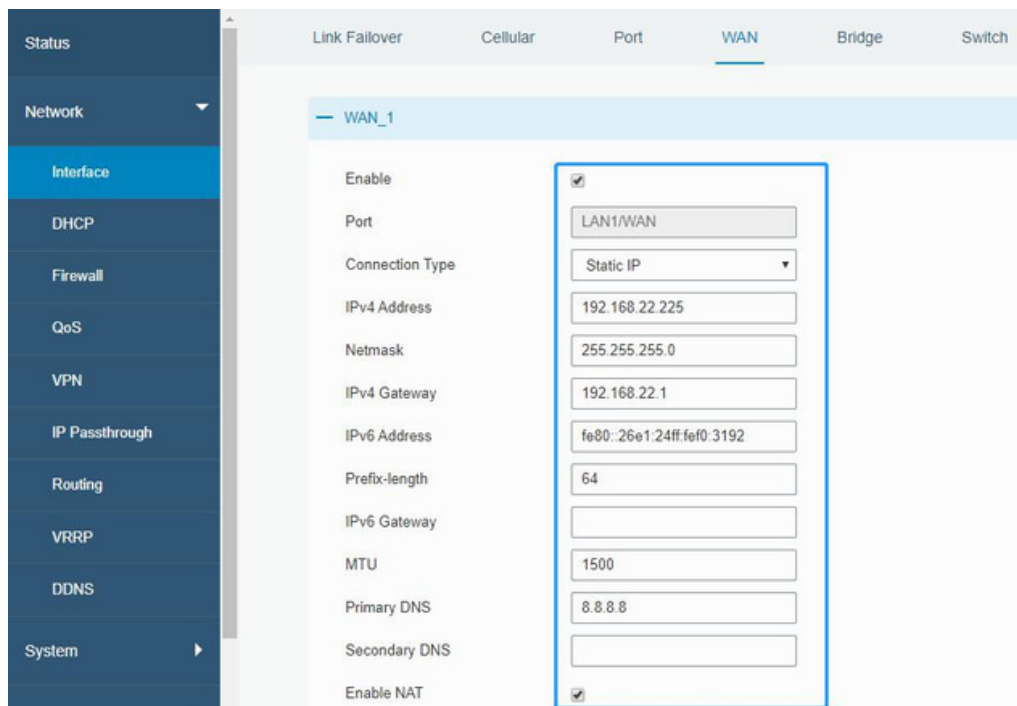 Status
Network
Interface
DHCP
Firewall
QoS
VPN
IP Passthrough
Routing
VRRP
DDNS
System
Link Failover Cellular Port WAN Bridge Switch
WAN_1
Enable
Port LAN1/WAN
Connection Type Static IP
IPv4 Address 192.168.22.225
Netmask 255.255.255.0
IPv4 Gateway 192.168.22.1
IPv6 Address fe80::26e1:24ff:fef0:3192
Prefix-length 64
IPv6 Gateway
MTU 1500
Primary DNS 8.8.8.8
Secondary DNS
Enable NAT